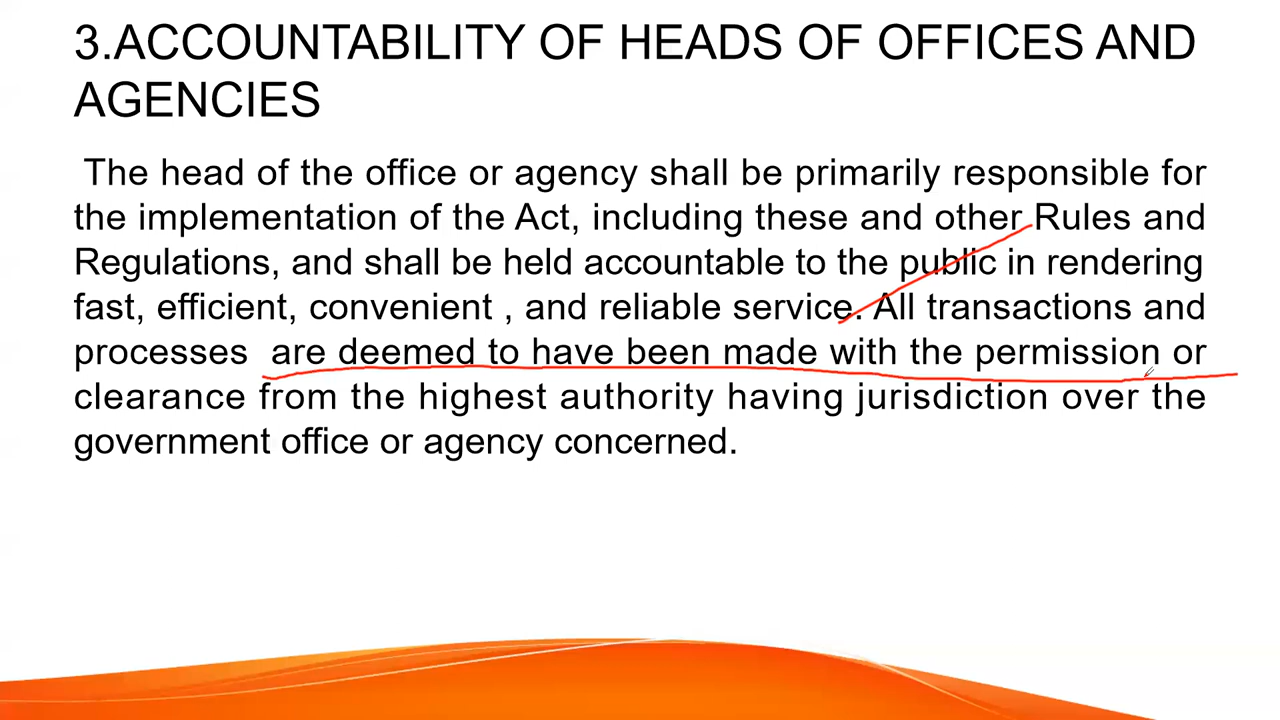 3.ACCOUNTABILITY OF HEADS OF OFFICES AND
AGENCIES
The head of the office or agency shall be primarily responsible for
the implementation of the Act, including these and other Rules and
Regulations, and shall be held accountable to the public in rendering
fast, efficient, convenient , and reliable service. All transactions and
processes are deemed to have been made with the permission or
clearance from the highest authority having jurisdiction over the
government office or agency concerned.